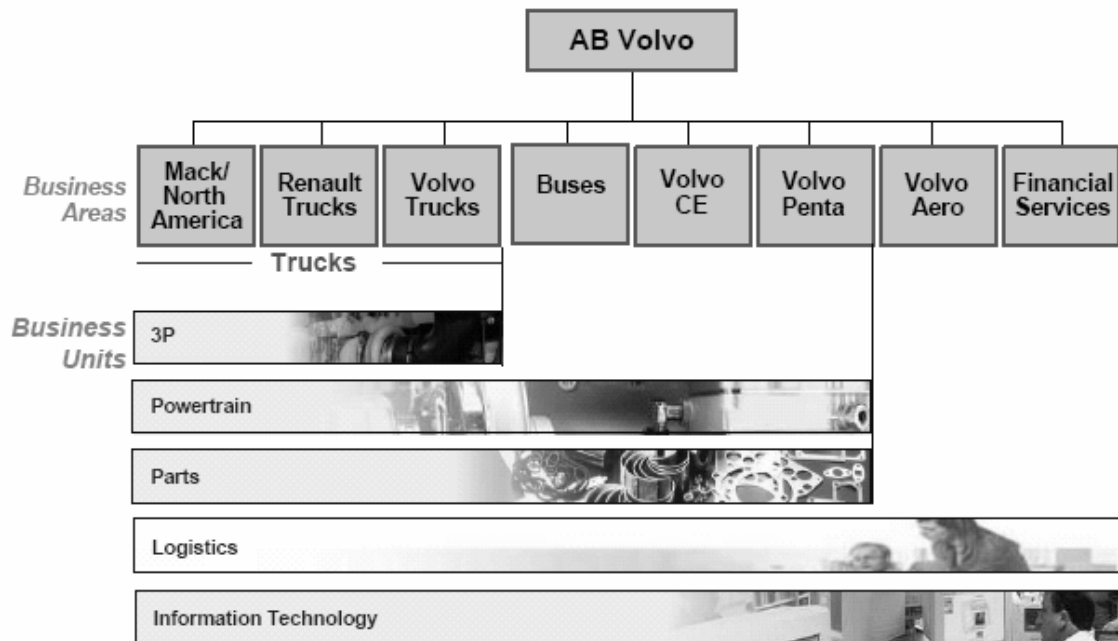 AB Volvo
Business
Areas
Mack/
North
America
Renault
Trucks
Volvo
Trucks
Buses
Volvo
CE
Volvo
Penta
Volvo
Aero
Financial
Services
Trucks
Business
Units
3P
Powertrain
Parts
Logistics
Information Technology